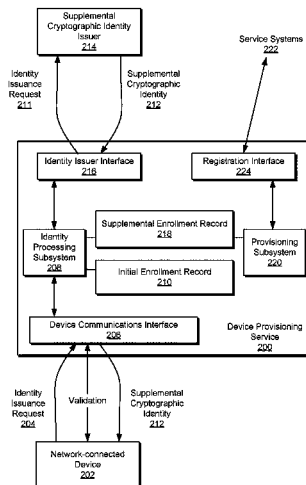 Supplemental
Cryptographic Identity
Issuer
214
Service Systems
222
Identity
Issuance
Request
211
Supplemental
Cryptographic
Identity
212
Identity Issuer Interface
216
Registration Interface
224
Supplemental Enrollment Record
218
Identity
Processing
Subsystem
208
Provisioning
Subsystem
220
Initial Enrollment Record
210
Device Communications Interface
206
Device Provisioning
Service
200
Identity
Issuance
Request
204
Validation
Supplemental
Cryptographic
Identity
212
Network-connected
Device
202